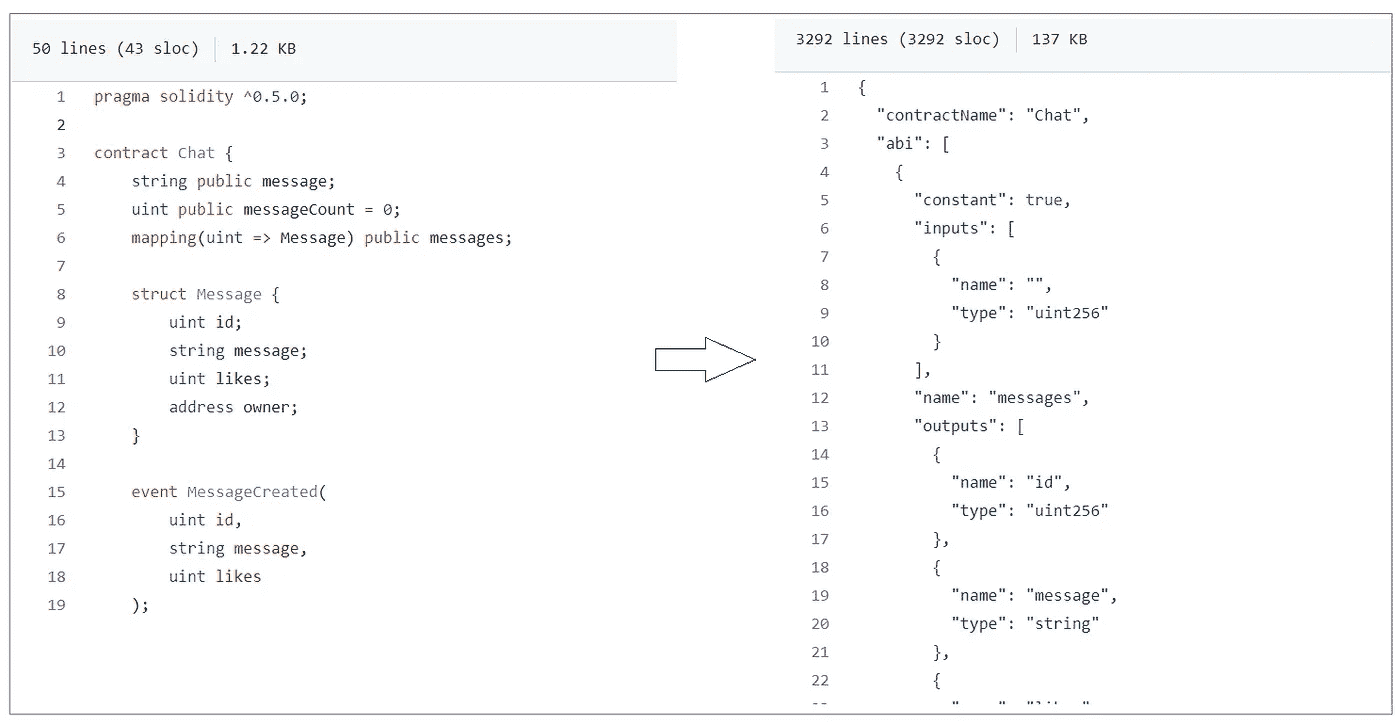 50 lines (43 sloc) 1.22 KB
1 pragma solidity ^0.5.0;
2
3 contract Chat {
4 string public message;
5 uint public messageCount = 0;
6 mapping(uint => Message) public messages;
7
8 struct Message {
9 uint id;
10 string message;
11 uint likes;
12 address owner;
13 }
14
15 event MessageCreated(
16 uint id,
17 string message,
18 uint likes
19 );
3292 lines (3292 sloc) 137 KB
1 {
2 "contractName": "Chat",
3 "abi": [
4 {
5 "constant": true,
6 "inputs": [
7 {
8 "name": "",
9 "type": "uint256"
10 }
11 ],
12 "name": "messages",
13 "outputs": [
14 {
15 "name": "id",
16 "type": "uint256"
17 },
18 {
19 "name": "message",
20 "type": "string"
21 },
22 {